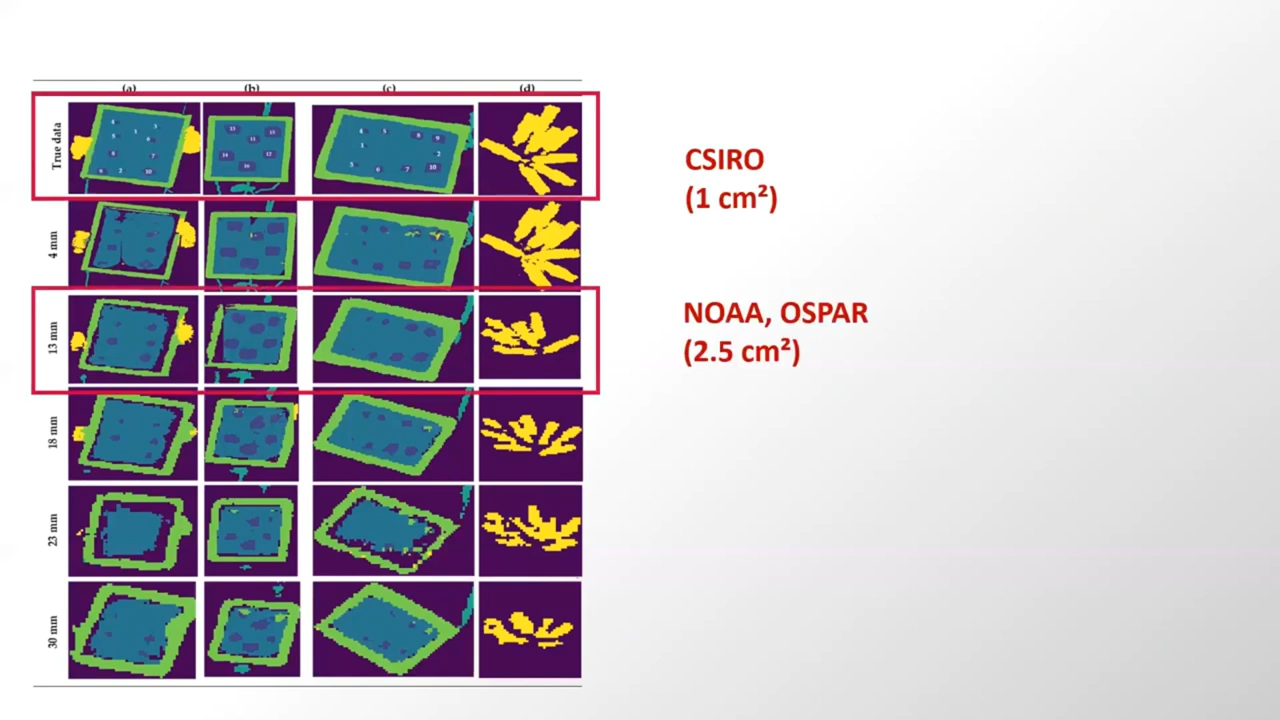 (a) (b) (c) (d)
True data
4 mm
13 mm
18 mm
23 mm
30 mm
CSIRO
(1 cm²)
NOAA, OSPAR
(2.5 cm²)